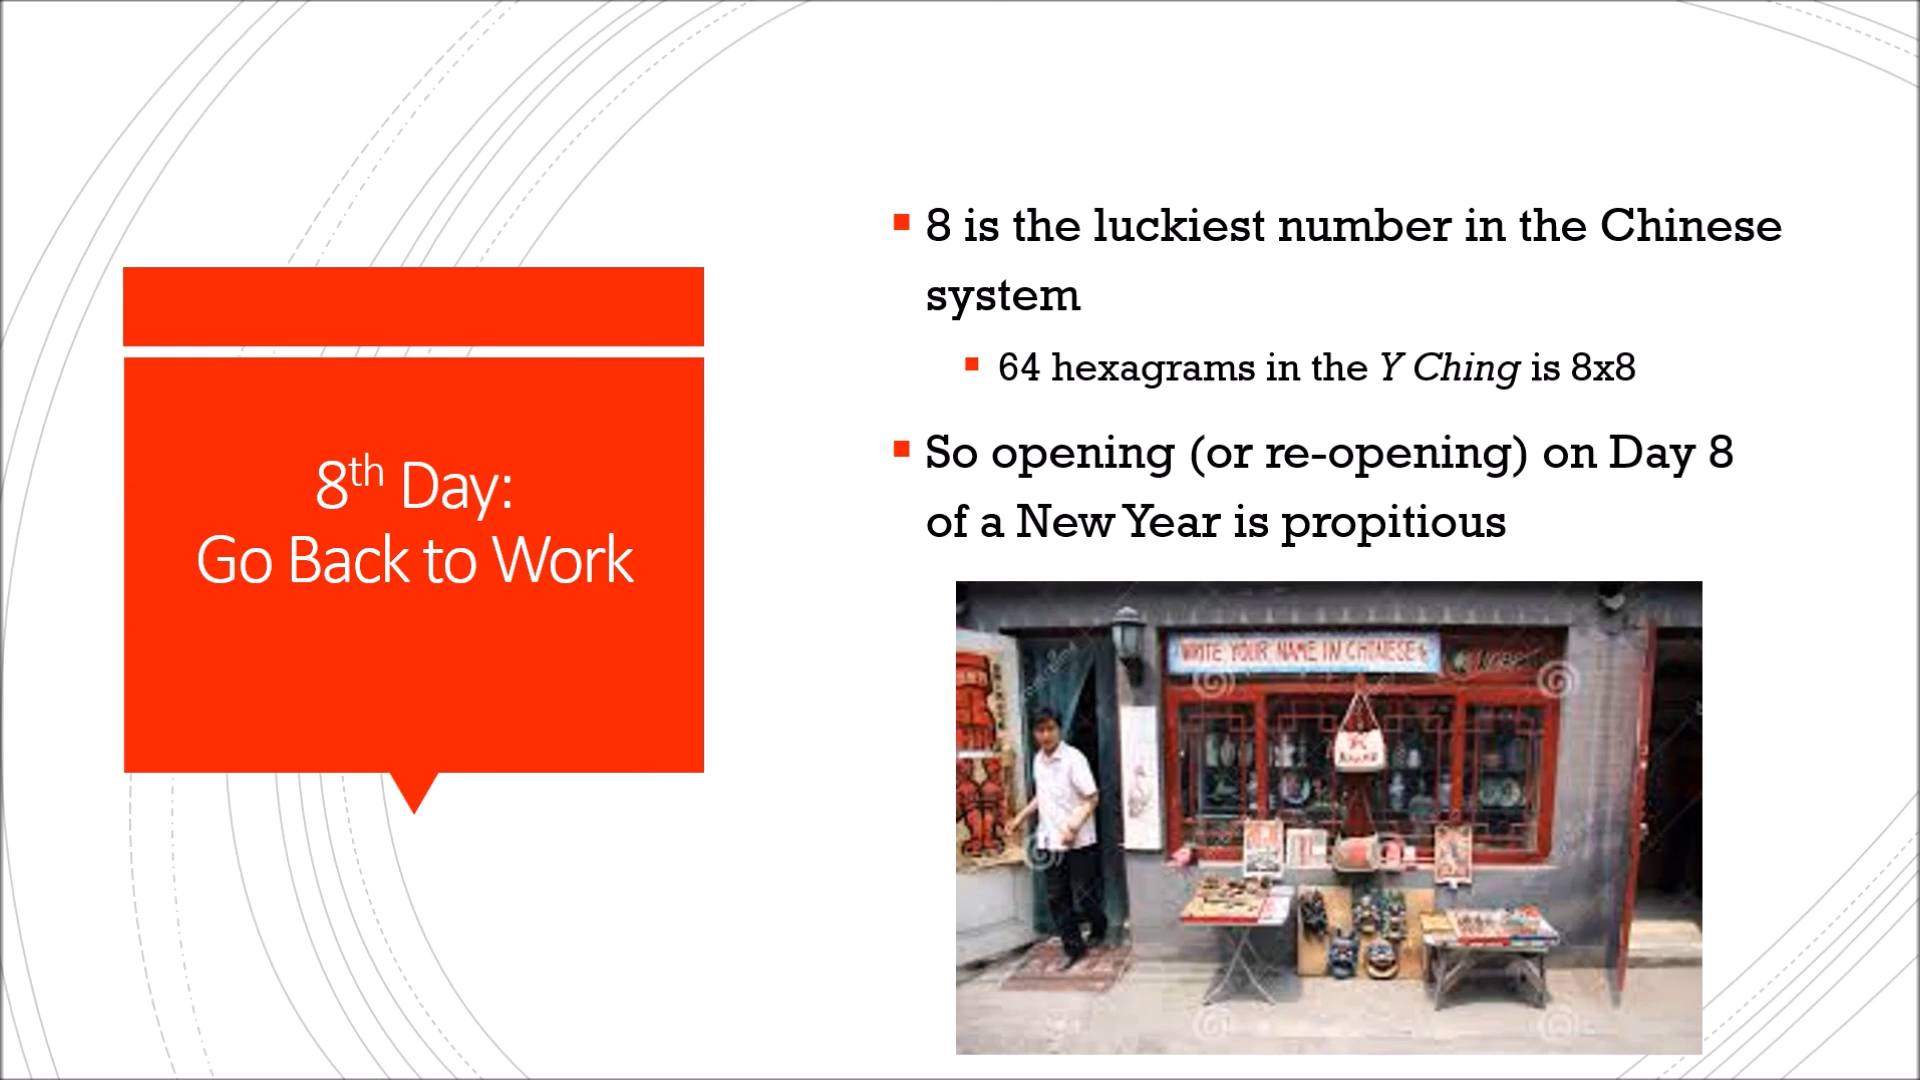 8th Day:
Go Back to Work
8 is the luckiest number in the Chinese
system
64 hexagrams in the Y Ching is 8x8
So opening (or re-opening) on Day 8
of a New Year is propitious
WRITE YOUR NAME IN CHINESE